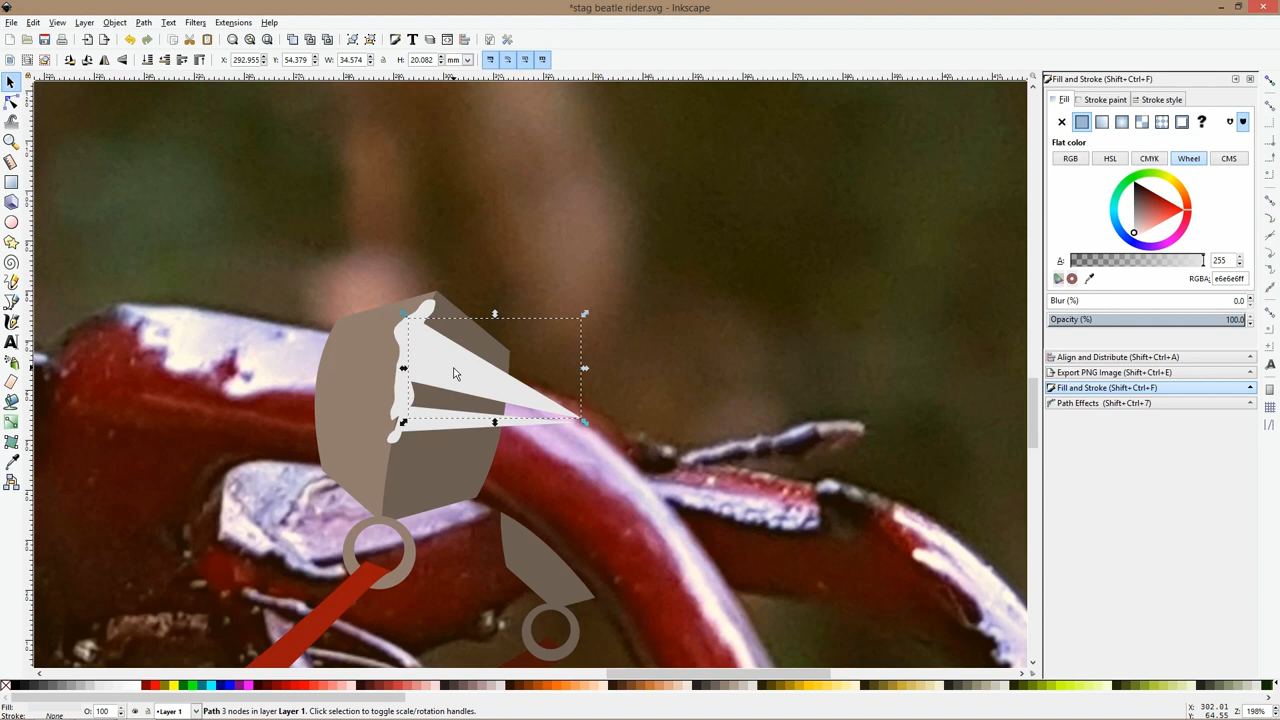 *stag beatle rider.svg - Inkscape
File Edit View Layer Object Path Text Filters Extensions Help
X: 292.955 Y: 54.379 W: 34.574 H: 20.082 mm
Fill and Stroke (Shift+Ctrl+F)
Fill Stroke paint Stroke style
?
Flat color
RGB HSL CMYK Wheel CMS
A: 255
RGBA: e6e6e6ff
Blur (%) 0.0
Opacity (%) 100.0
Align and Distribute (Shift+Ctrl+A)
Export PNG Image (Shift+Ctrl+E)
Fill and Stroke (Shift+Ctrl+F)
Path Effects (Shift+Ctrl+7)
Fill:
Stroke: None
O: 100
•Layer 1
Path 3 nodes in layer Layer 1. Click selection to toggle scale/rotation handles.
X: 302.01
Y: 64.55
Z: 198%